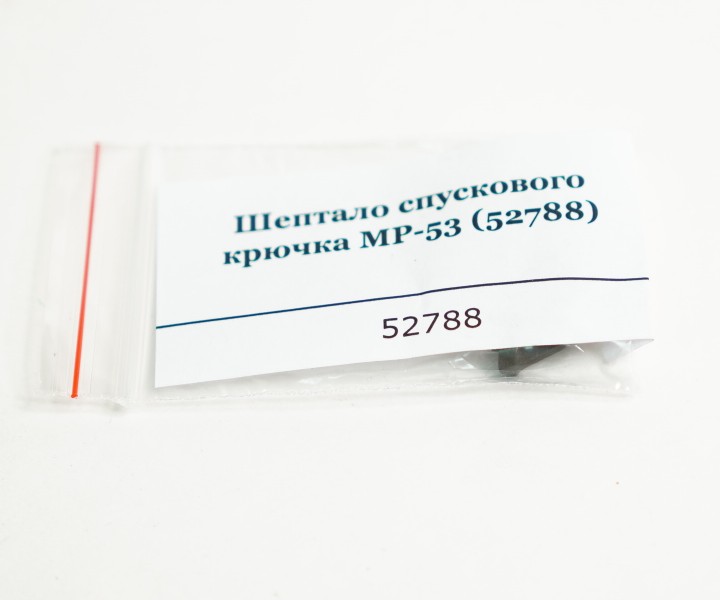 Шептало спускового
крючка МР-53 (52788)
52788